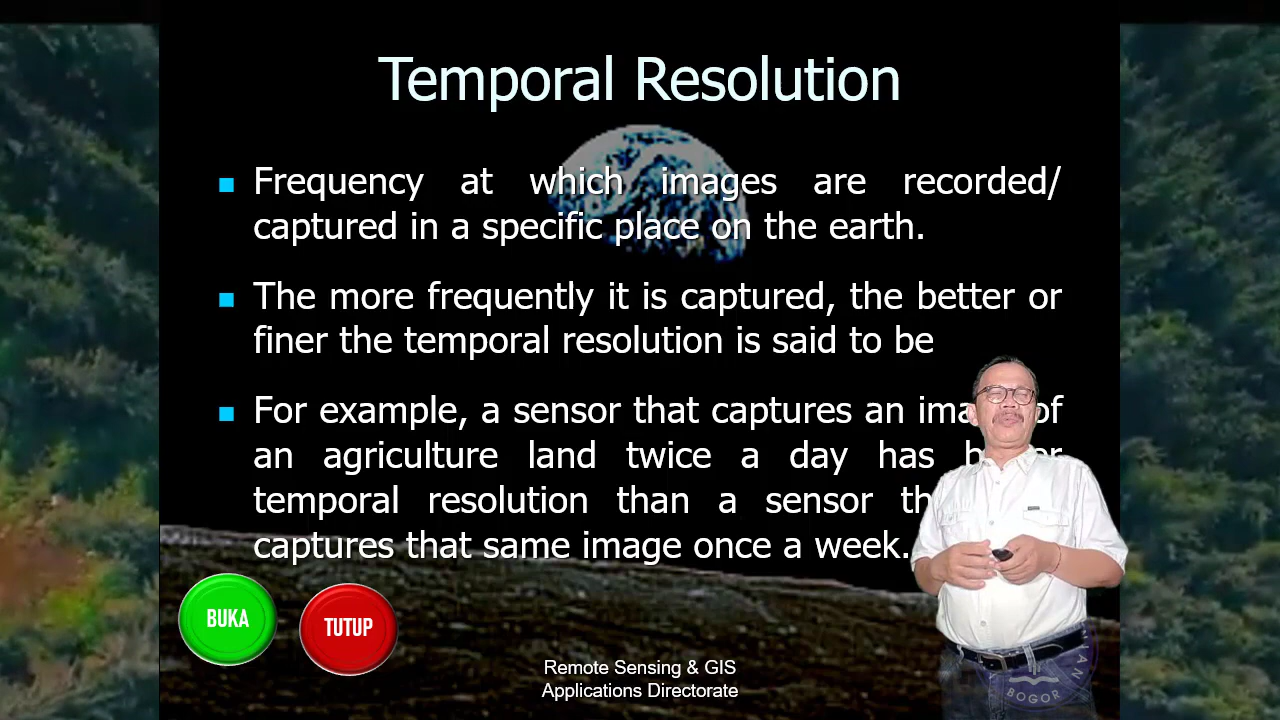 Temporal Resolution
Frequency at which images are recorded/
captured in a specific place on the earth.
The more frequently it is captured, the better or
finer the temporal resolution is said to be
For example, a sensor that captures an of
an agriculture land twice a day has
temporal resolution than a sensor
captures that same image once a week.
BUKA
TUTUP
Remote Sensing & GIS
Applications Directorate
BOGOR